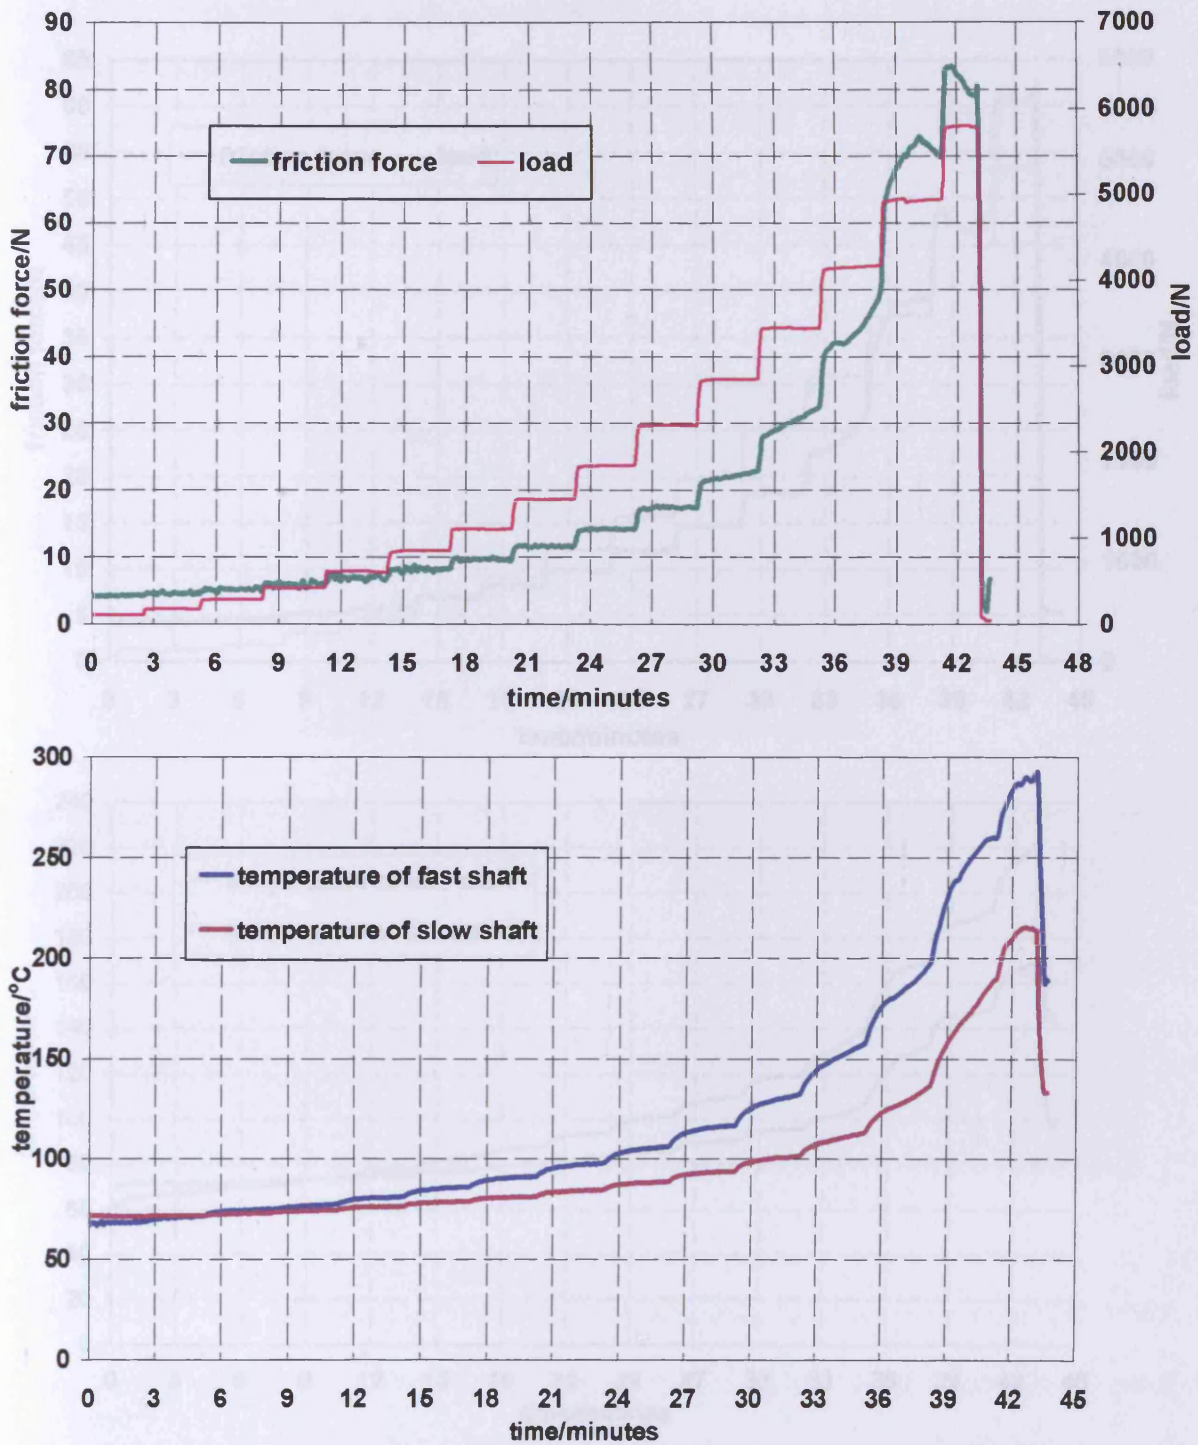 90
80
70
60
50
40
30
20
10
0
friction force/N
friction force load
7000
6000
5000
4000
3000
2000
1000
0
load/N
0 3 6 9 12 15 18 21 24 27 30 33 36 39 42 45 48
time/minutes
300
250
200
150
100
50
0
temperature/°C
temperature of fast shaft
temperature of slow shaft
0 3 6 9 12 15 18 21 24 27 30 33 36 39 42 45
time/minutes